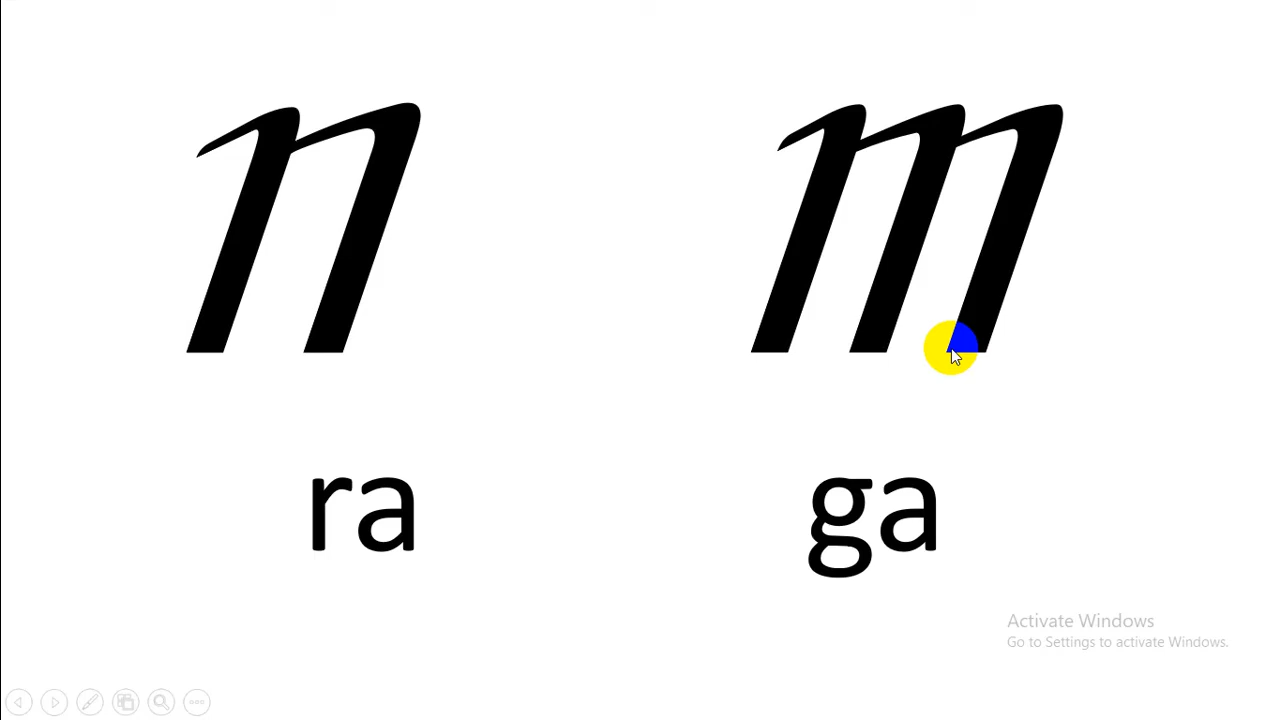 ꦫ ꦒ
ra ga
Activate Windows
Go to Settings to activate Windows.